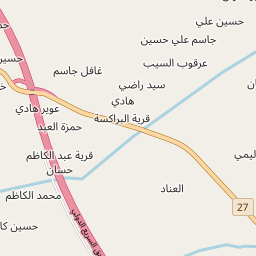 حسين علي
جاسم علي حسين
حسين
عرقوب السيب
غافل جاسم
سيد راضي
هادي
عوير هادي
قرية البراكسة
حمزة العبد
قرية عبد الكاظم
حسان
العناد
محمد الكاظم
27